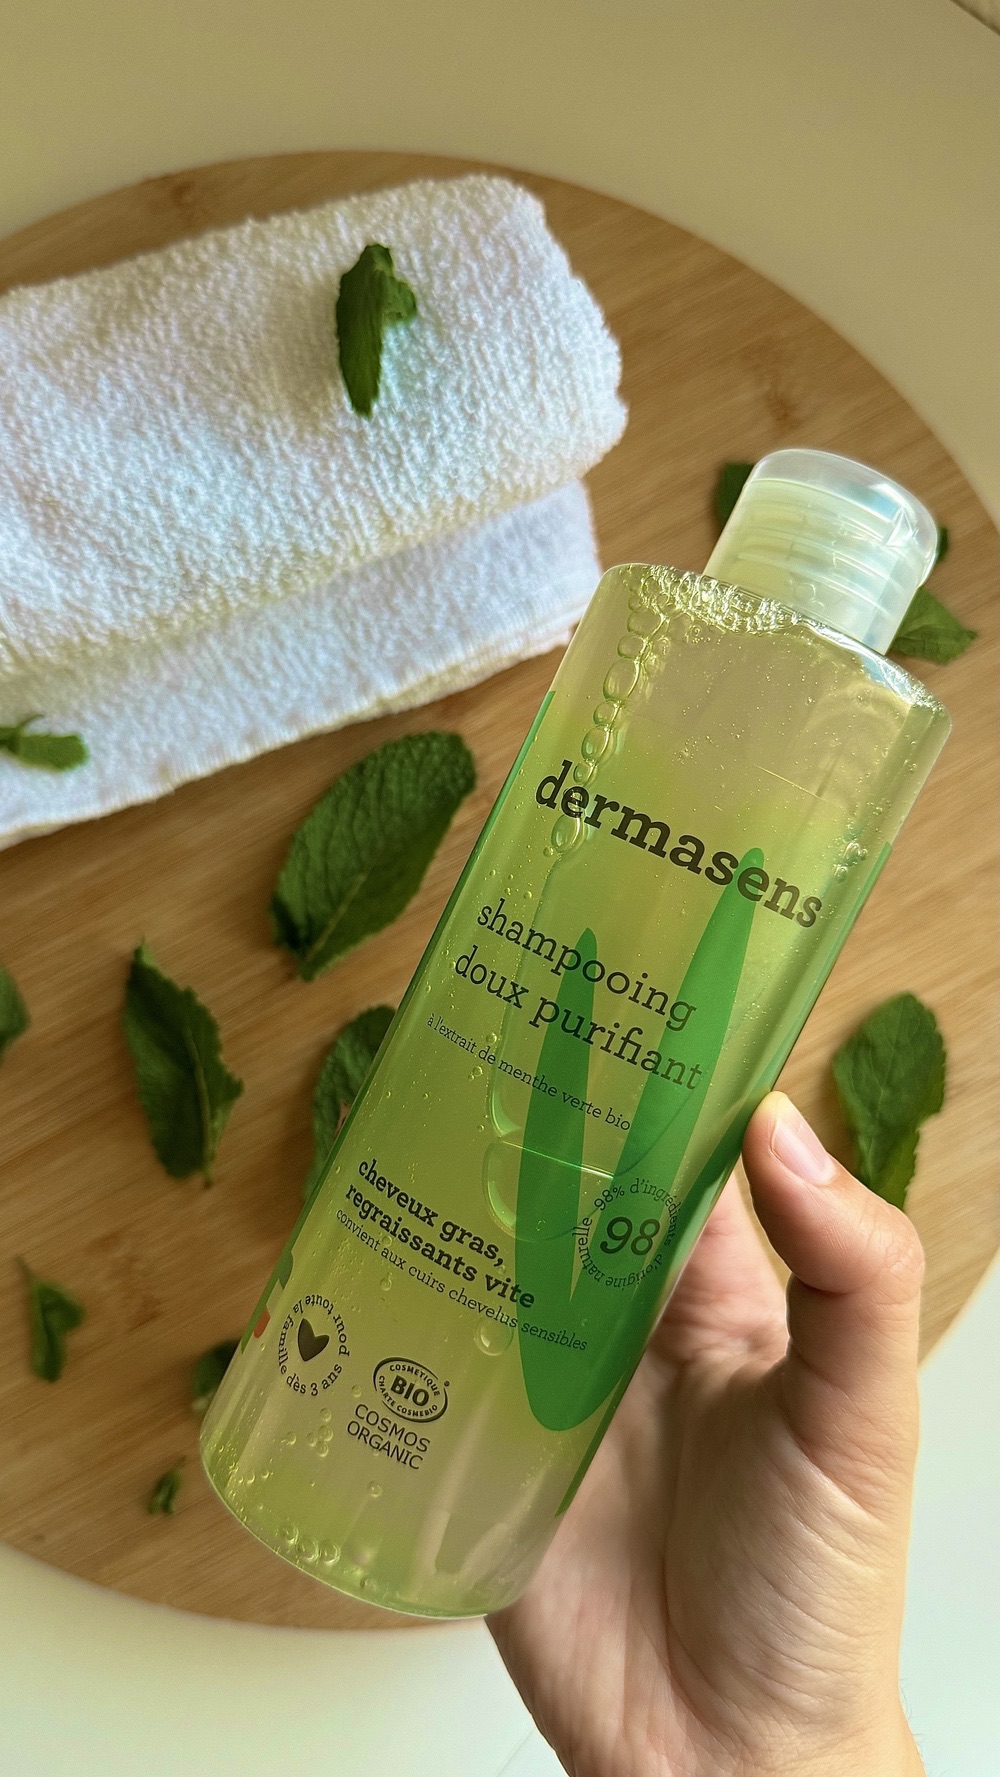 dermasens
shampooing
doux purifiant
à l'extrait de menthe verte bio
98% d'ingrédients d'origine naturelle
98
cheveux gras,
regraissants vite
convient aux cuirs chevelus sensibles
pour toute la famille dès 3 ans
COSMETIQUE
BIO
CHARTE COSMEBIO
COSMOS
ORGANIC